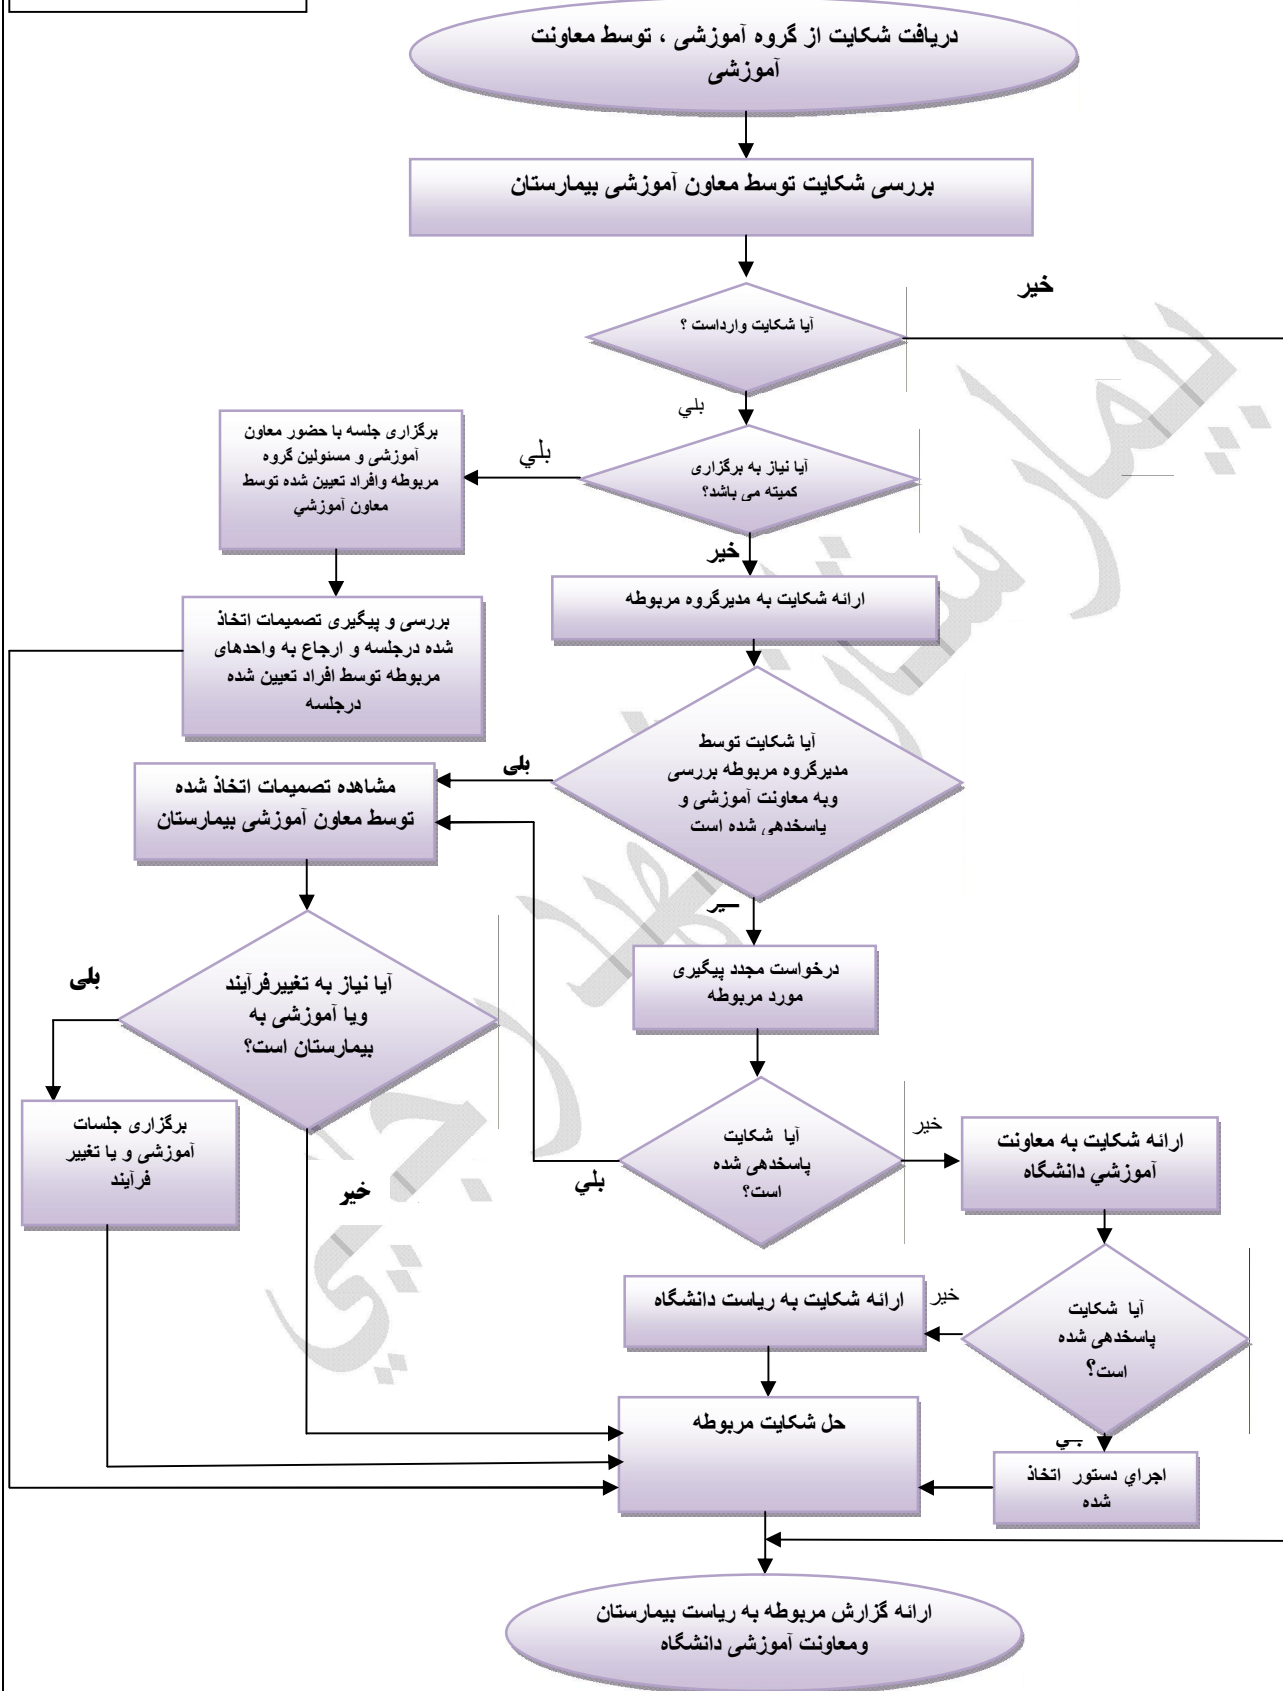 دریافت شکایت از گروه آموزشی ، توسط معاونت
آموزشی
بررسی شکایت توسط معاون آموزشی بیمارستان
خیر
آیا شکایت وارداست ؟
بلي
آیا نیاز به برگزاری
کمیته می باشد؟
بلي
برگزاری جلسه با حضور معاون
آموزشی و مسئولین گروه
مربوطه وافراد تعیین شده توسط
معاون آموزشي
خیر
ارائه شکایت به مدیرگروه مربوطه
بررسی و پیگیری تصمیمات اتخاذ
شده درجلسه و ارجاع به واحدهای
مربوطه توسط افراد تعیین شده
درجلسه
آیا شکایت توسط
مدیرگروه مربوطه بررسی
وبه معاونت آموزشی و
پاسخدهی شده است
بلی
مشاهده تصمیمات اتخاذ شده
توسط معاون آموزشی بیمارستان
درخواست مجدد پیگیری
مورد مربوطه
آیا نیاز به تغییرفرآیند
ویا آموزشی به
بیمارستان است؟
بلی
برگزاری جلسات
آموزشی و یا تغییر
فرآیند
خیر
آیا شکایت
پاسخدهی شده
است؟
بلي
خیر
ارائه شکایت به معاونت
آموزشي دانشگاه
آیا شکایت
پاسخدهی شده
است؟
خیر
ارائه شکایت به ریاست دانشگاه
حل شکایت مربوطه
اجراي دستور اتخاذ
شده
ارائه گزارش مربوطه به ریاست بیمارستان
ومعاونت آموزشی دانشگاه